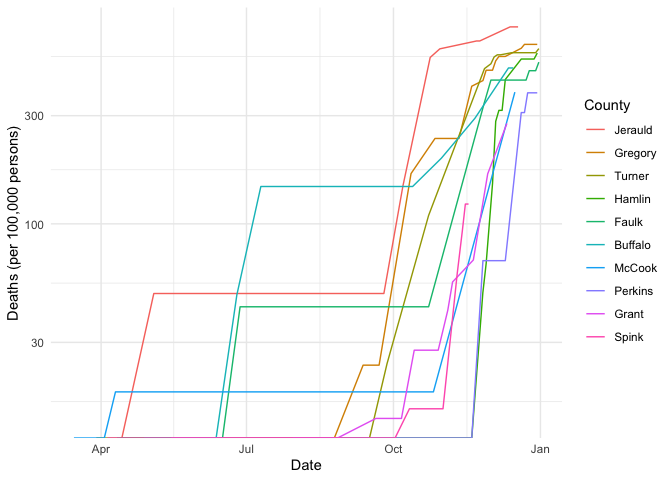 Deaths (per 100,000 persons)
300
100
30
Apr
Jul
Oct
Jan
Date
County
Jerauld
Gregory
Turner
Hamlin
Faulk
Buffalo
McCook
Perkins
Grant
Spink